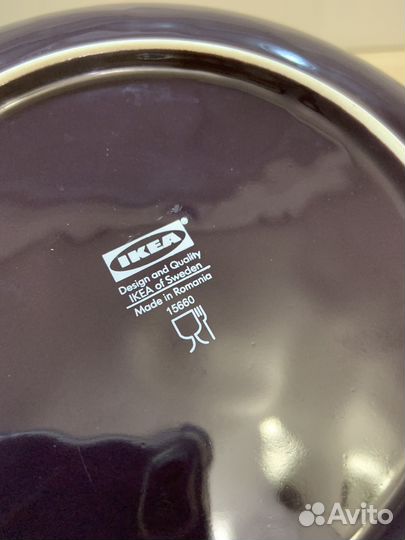 IKEA
Design and Quality
IKEA of Sweden
Made in Romania
15660
Avito